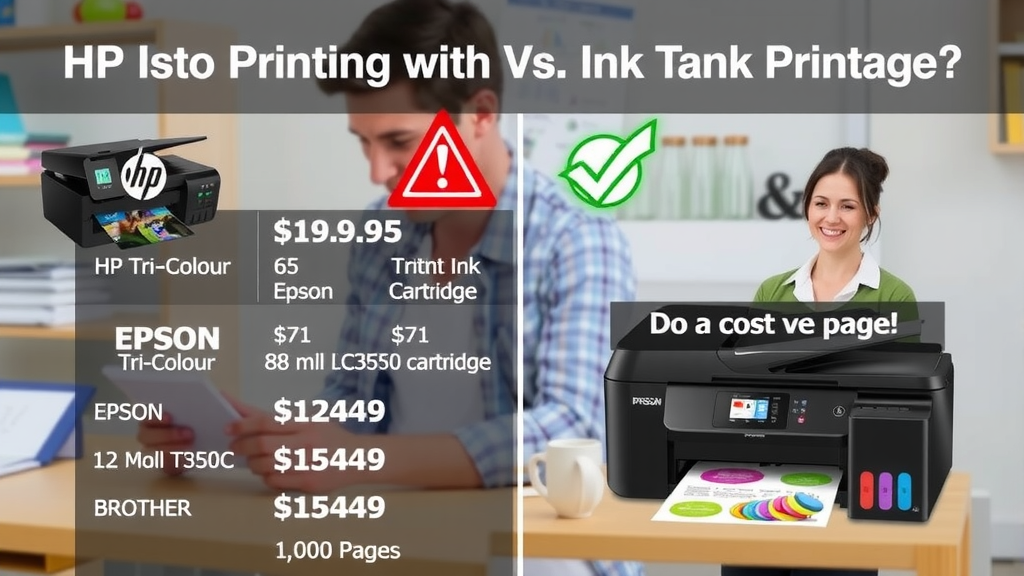 HP Isto Printing with Vs. Ink Tank Printage?
hp
$19.9.95
HP Tri-Colour
65
Epson
Tritnt Ink
Cartridge
EPSON
Tri-Colour
$71
$71
88 mll LC3550 cartridge
EPSON
$12449
12 Moll T350C
$15449
BROTHER
$15449
1,000 Pages
&
Do a cost ve page!